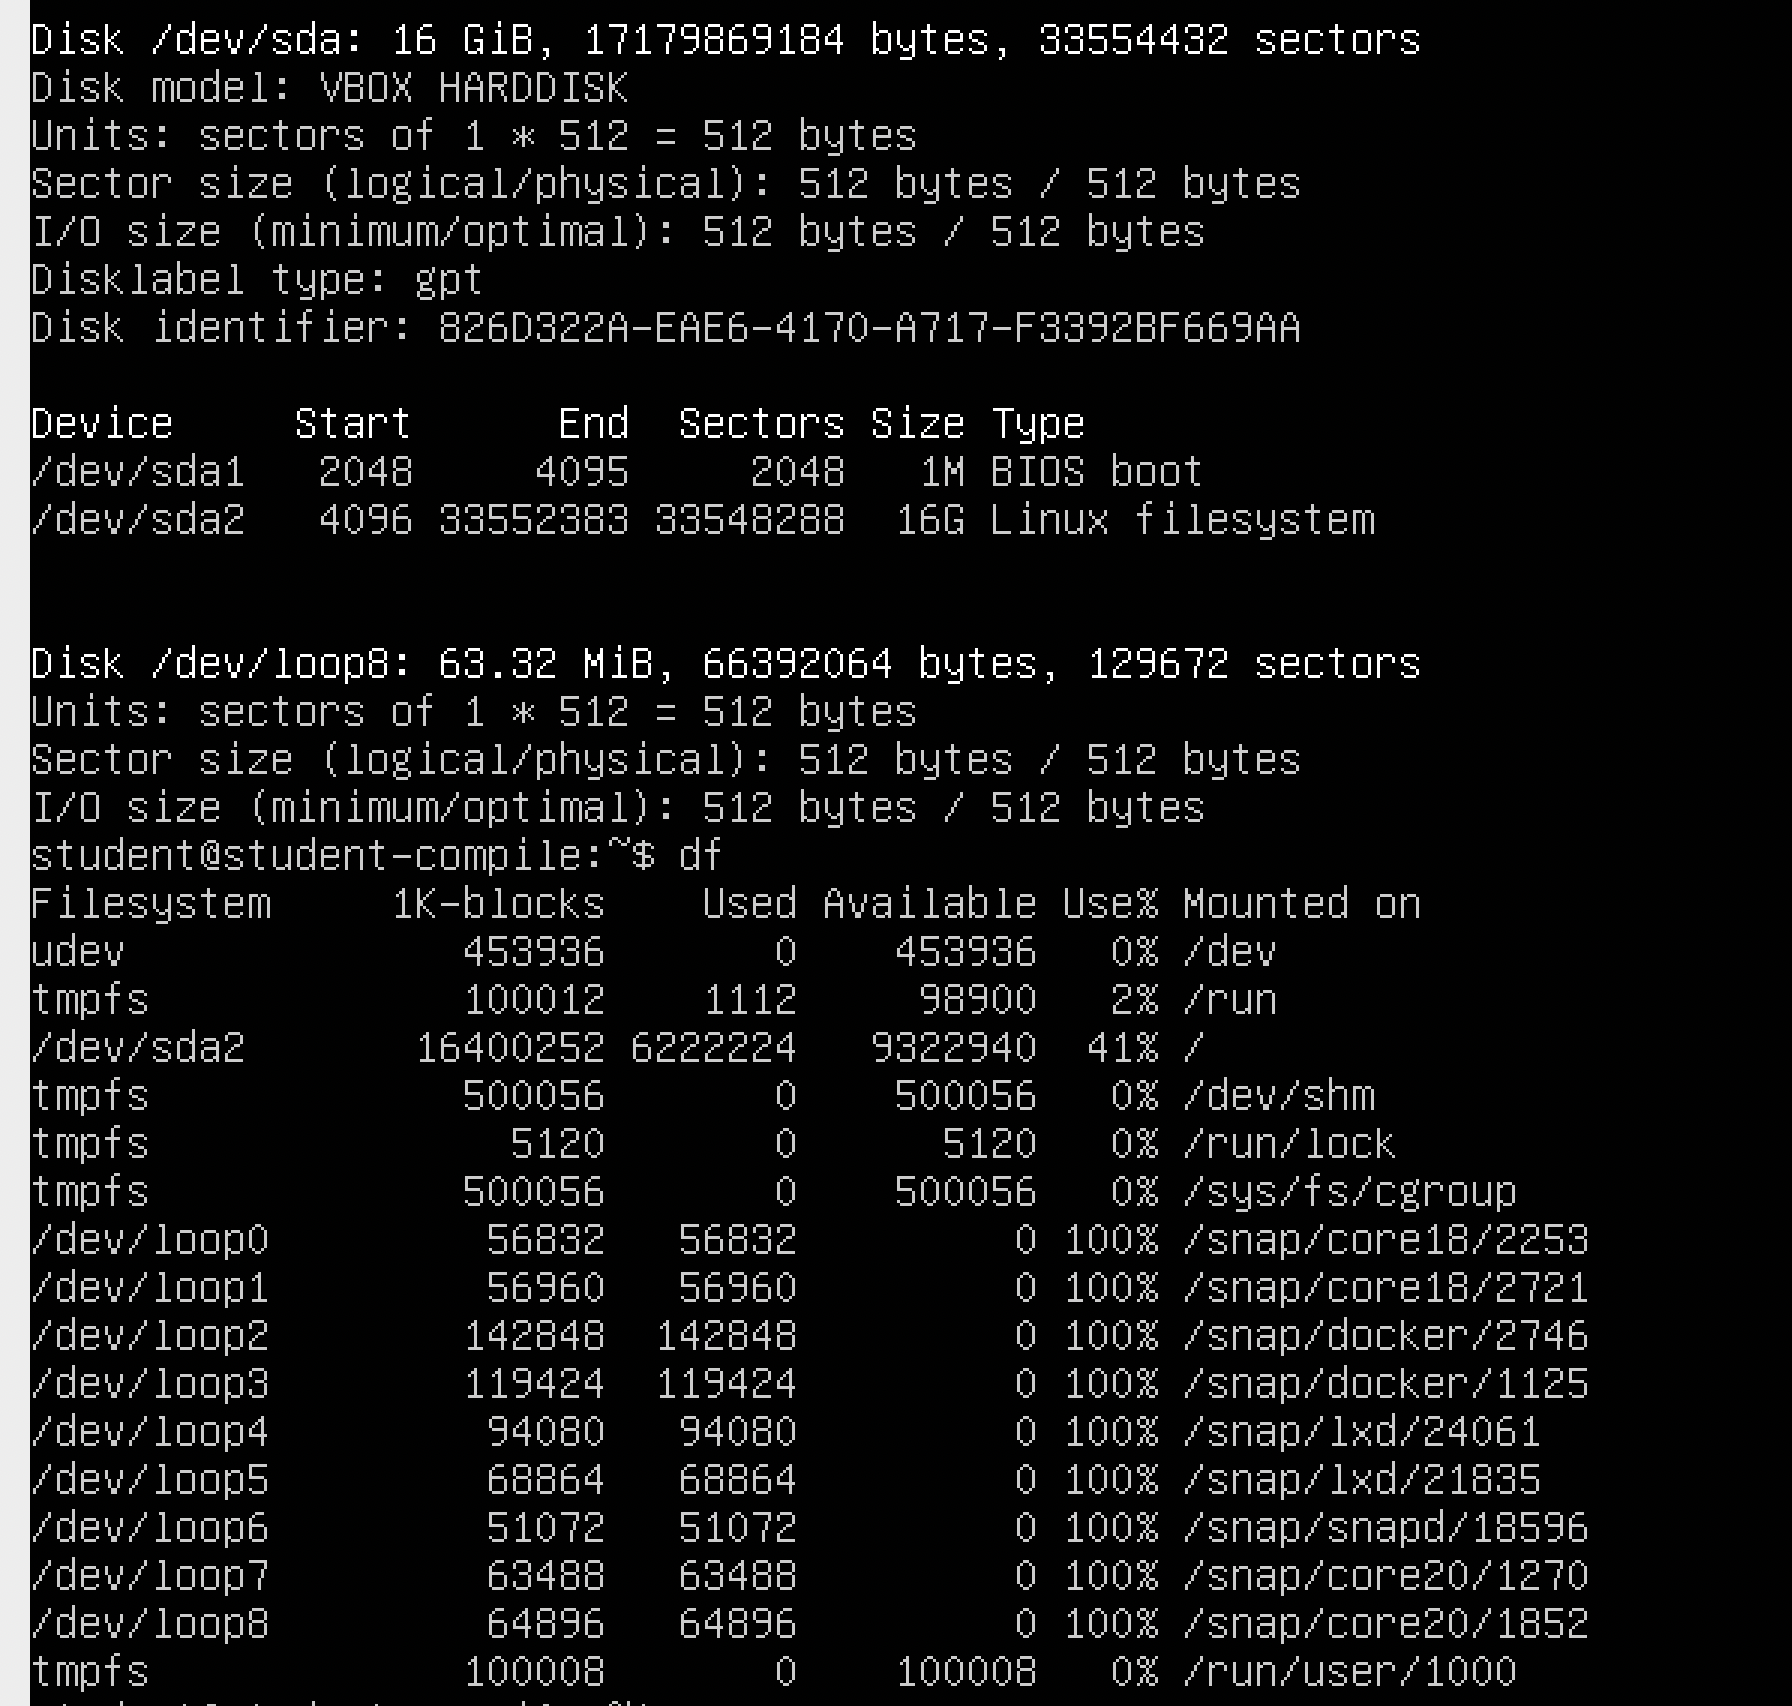 Disk /dev/sda: 16 GiB, 17179869184 bytes, 33554432 sectors
Disk model: VBOX HARDDISK
Units: sectors of 1 * 512 = 512 bytes
Sector size (logical/physical): 512 bytes / 512 bytes
I/O size (minimum/optimal): 512 bytes / 512 bytes
Disklabel type: gpt
Disk identifier: 826D322A-EAE6-4170-A717-F3392BF669AA
Device     Start      End  Sectors Size Type
/dev/sda1   2048     4095     2048   1M BIOS boot
/dev/sda2   4096 33552383 33548288  16G Linux filesystem
Disk /dev/loop8: 63.32 MiB, 66392064 bytes, 129672 sectors
Units: sectors of 1 * 512 = 512 bytes
Sector size (logical/physical): 512 bytes / 512 bytes
I/O size (minimum/optimal): 512 bytes / 512 bytes
student@student-compile:~$ df
Filesystem     1K-blocks    Used Available Use% Mounted on
udev              453936       0    453936   0% /dev
tmpfs             100012    1112     98900   2% /run
/dev/sda2       16400252 6222224   9322940  41% /
tmpfs             500056       0    500056   0% /dev/shm
tmpfs               5120       0      5120   0% /run/lock
tmpfs             500056       0    500056   0% /sys/fs/cgroup
/dev/loop0         56832   56832         0 100% /snap/core18/2253
/dev/loop1         56960   56960         0 100% /snap/core18/2721
/dev/loop2        142848  142848         0 100% /snap/docker/2746
/dev/loop3        119424  119424         0 100% /snap/docker/1125
/dev/loop4         94080   94080         0 100% /snap/lxd/24061
/dev/loop5         68864   68864         0 100% /snap/lxd/21835
/dev/loop6         51072   51072         0 100% /snap/snapd/18596
/dev/loop7         63488   63488         0 100% /snap/core20/1270
/dev/loop8         64896   64896         0 100% /snap/core20/1852
tmpfs             100008       0    100008   0% /run/user/1000